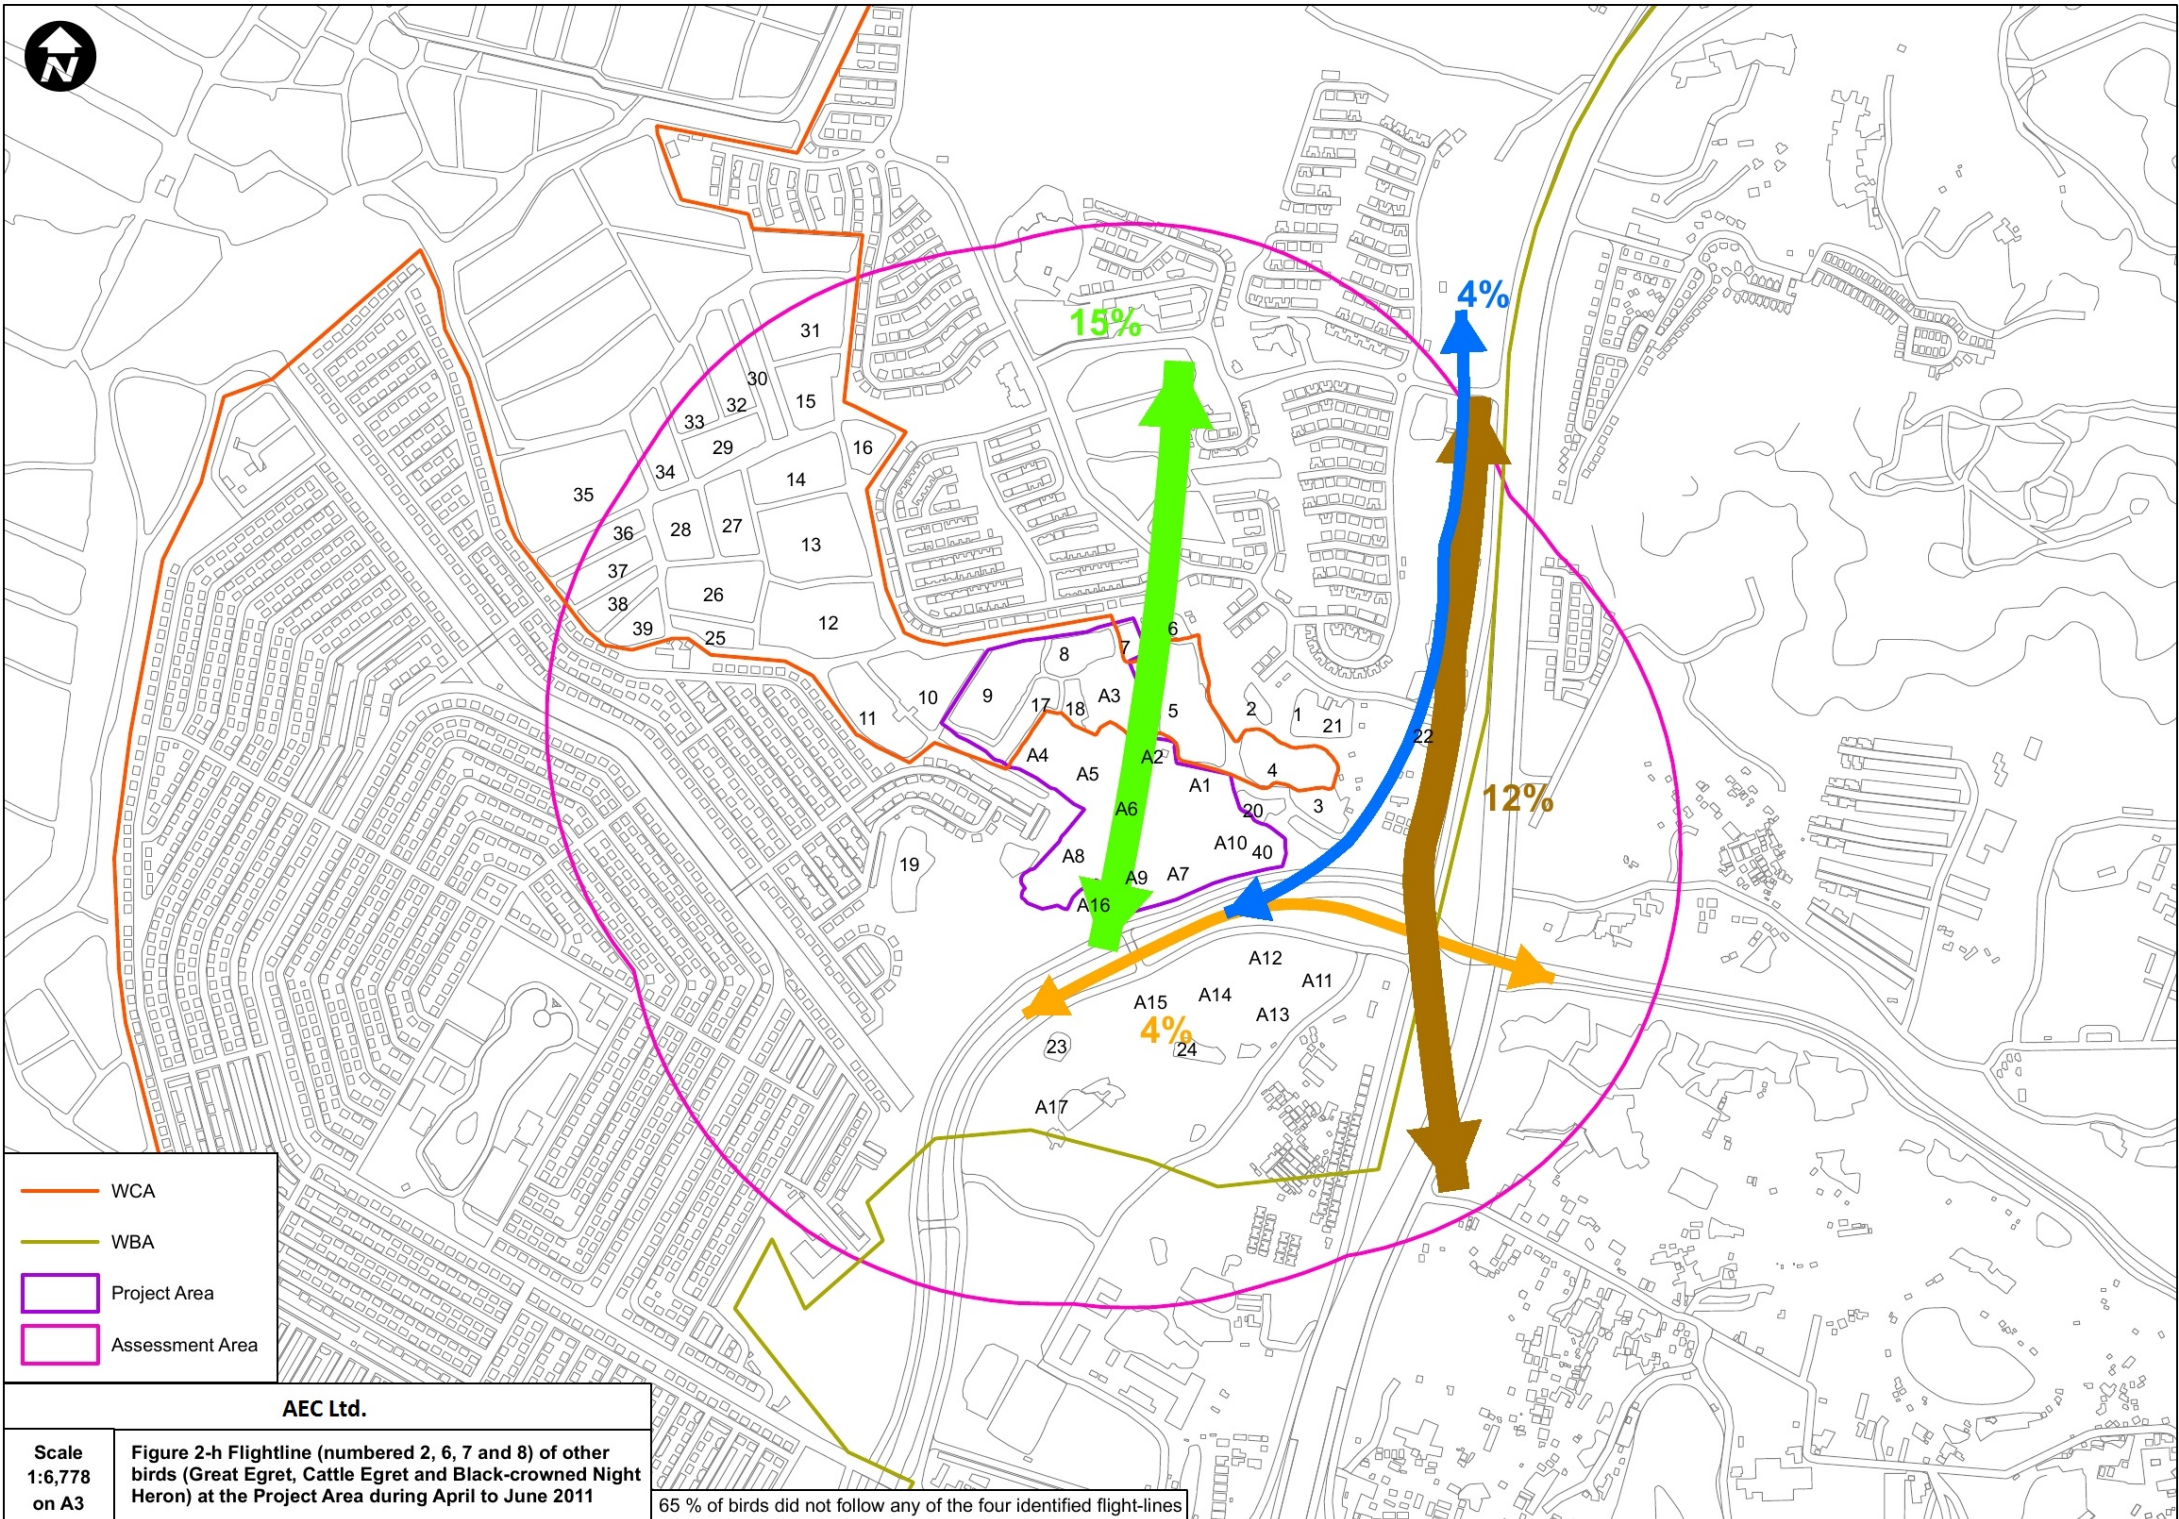 N
4%
15%
31
30
32
15
33
29
16
34
14
35
36
28
27
13
37
26
38
12
39
25
6
7
8
10
9
17
18
A3
5
2
1
21
11
22
A4
A5
A2
4
A1
12%
A6
20
3
A10
40
A8
19
A9
A7
A16
A12
A11
A15
A14
A13
4%
23
24
A17
WCA
WBA
Project Area
Assessment Area
AEC Ltd.
Scale
1:6,778
on A3
Figure 2-h Flightline (numbered 2, 6, 7 and 8) of other
birds (Great Egret, Cattle Egret and Black-crowned Night
Heron) at the Project Area during April to June 2011
65 % of birds did not follow any of the four identified flight-lines